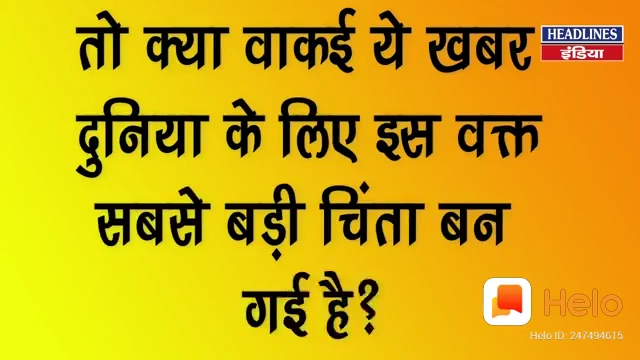 तो क्या वाकई ये खबर
दुनिया के लिए इस वक्त
सबसे बड़ी चिंता बन
गई है?
HEADLINES
इंडिया
Helo
Helo ID: 247494615